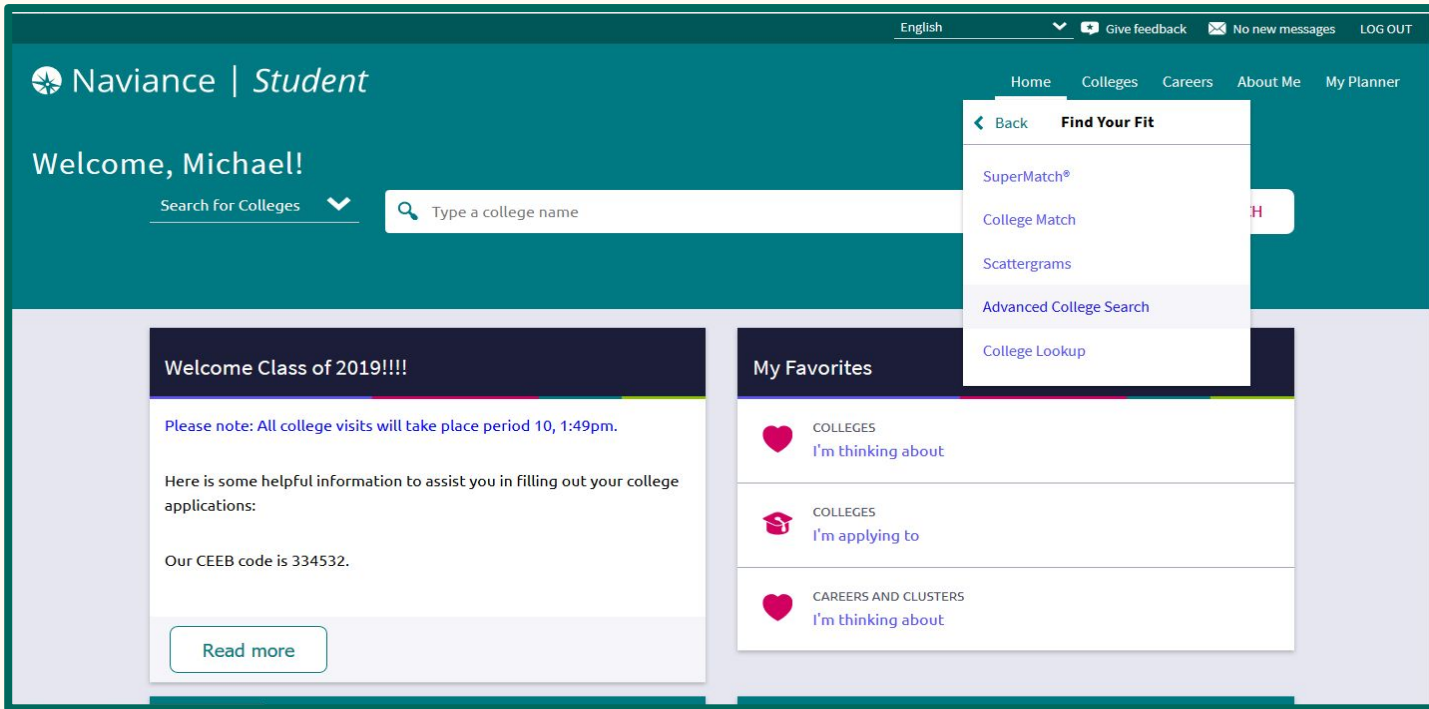 English
Give feedback
No new messages
LOG OUT
Naviance | Student
Home
Colleges
Careers
About Me
My Planner
Back
Find Your Fit
SuperMatch®
College Match
Scattergrams
Advanced College Search
College Lookup
Welcome, Michael!
Search for Colleges
Type a college name
Welcome Class of 2019!!!!
Please note: All college visits will take place period 10, 1:49pm.
Here is some helpful information to assist you in filling out your college
applications:
Our CEEB code is 334532.
Read more
My Favorites
COLLEGES
I'm thinking about
COLLEGES
I'm applying to
CAREERS AND CLUSTERS
I'm thinking about